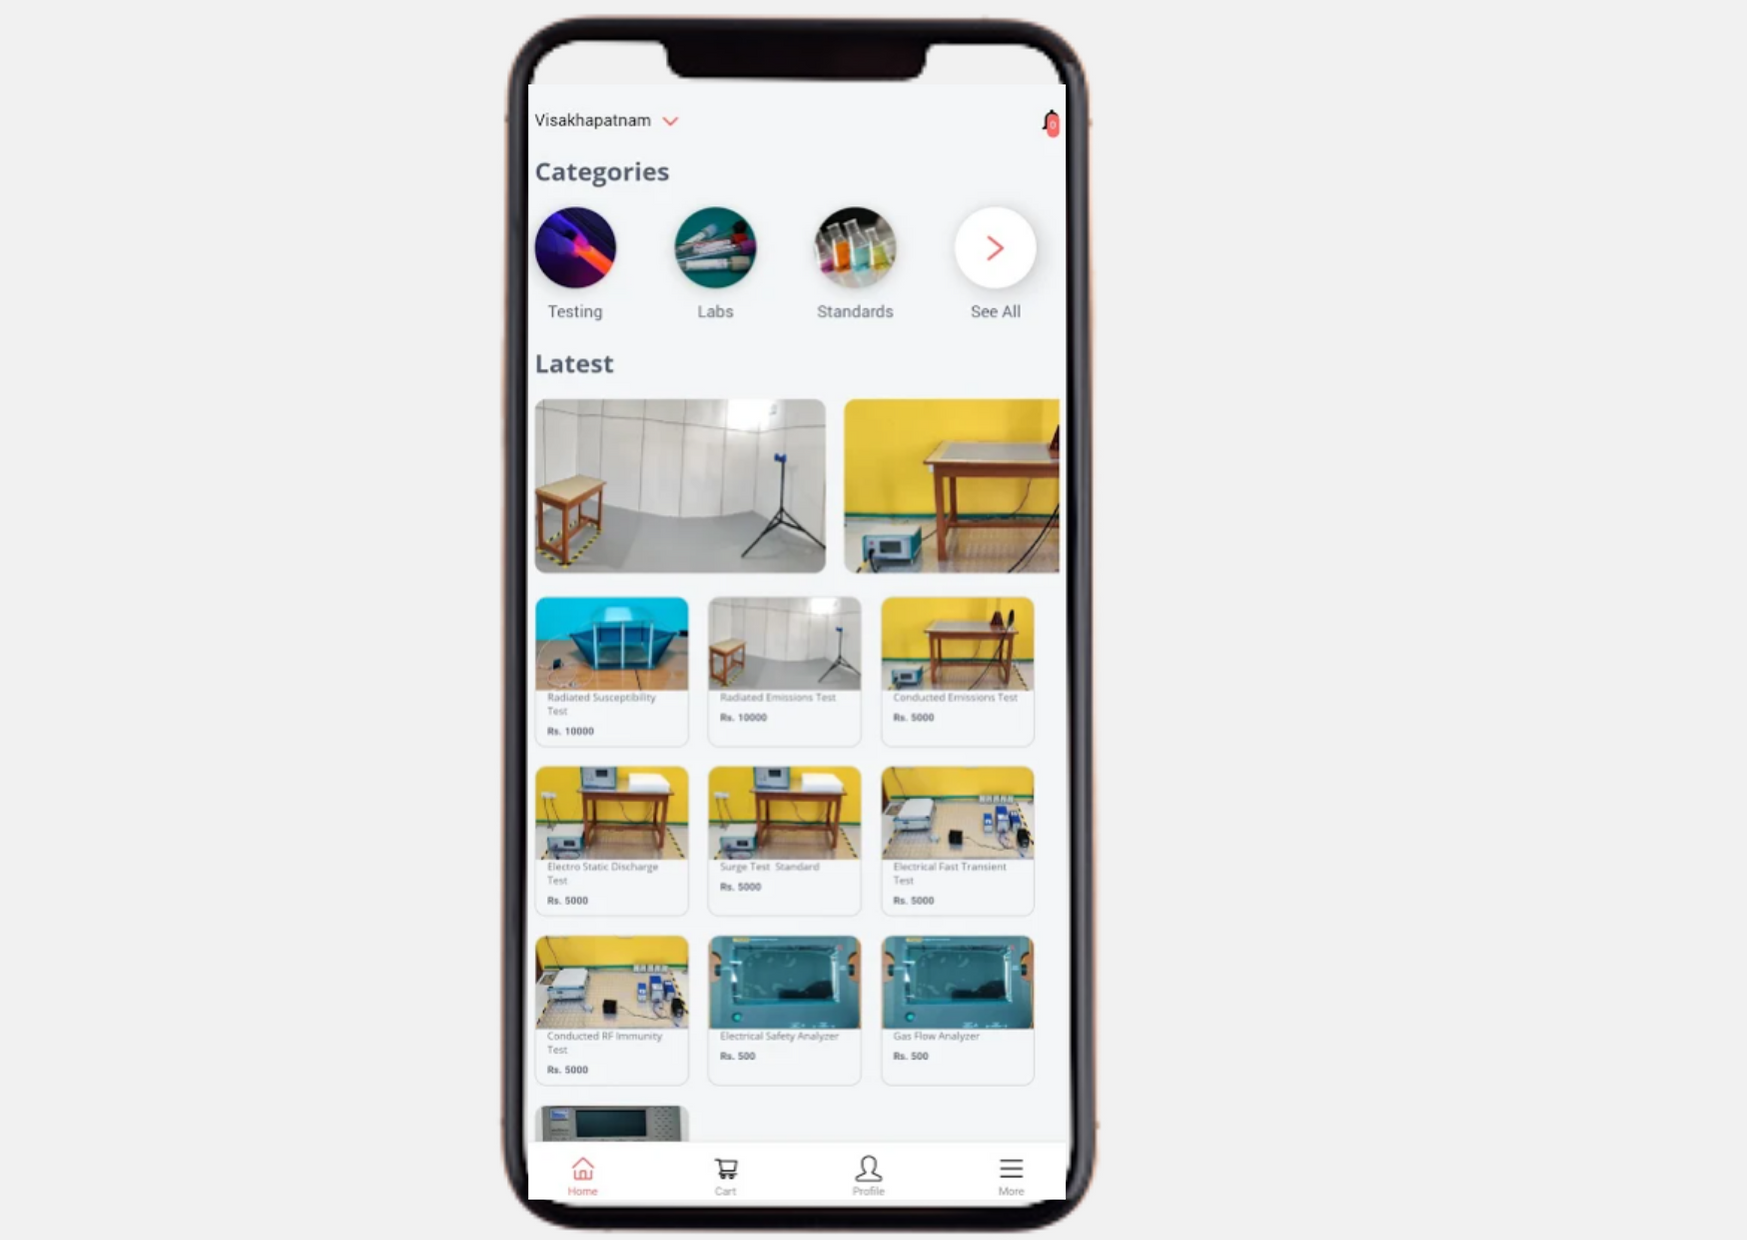 Visakhapatnam
0
Categories
Testing
Labs
Standards
See All
Latest
Radiated Susceptibility
Test
Rs. 10000
Radiated Emissions Test
Rs. 10000
Conducted Emissions Test
Rs. 5000
Electro Static Discharge
Test
Rs. 5000
Surge Test Standard
Rs. 5000
Electrical Fast Transient
Test
Rs. 5000
Conducted RF Immunity
Test
Rs. 5000
Electrical Safety Analyzer
Rs. 500
Gas Flow Analyzer
Rs. 500
Home
Cart
Profile
More